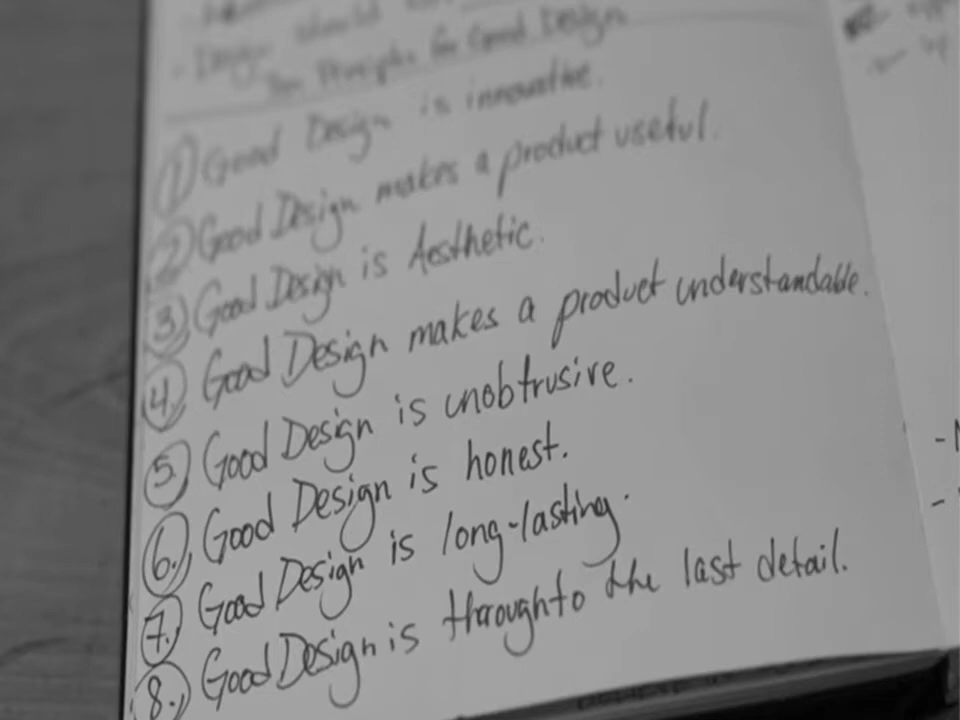 - Design should
Ten Principles for Good Design
① Good Design is innovative.
② Good Design makes a product useful.
③ Good Design is Aesthetic.
④ Good Design makes a product understandable.
⑤ Good Design is unobtrusive.
⑥ Good Design is honest.
⑦ Good Design is long-lasting.
⑧ Good Design is throughto the last detail.